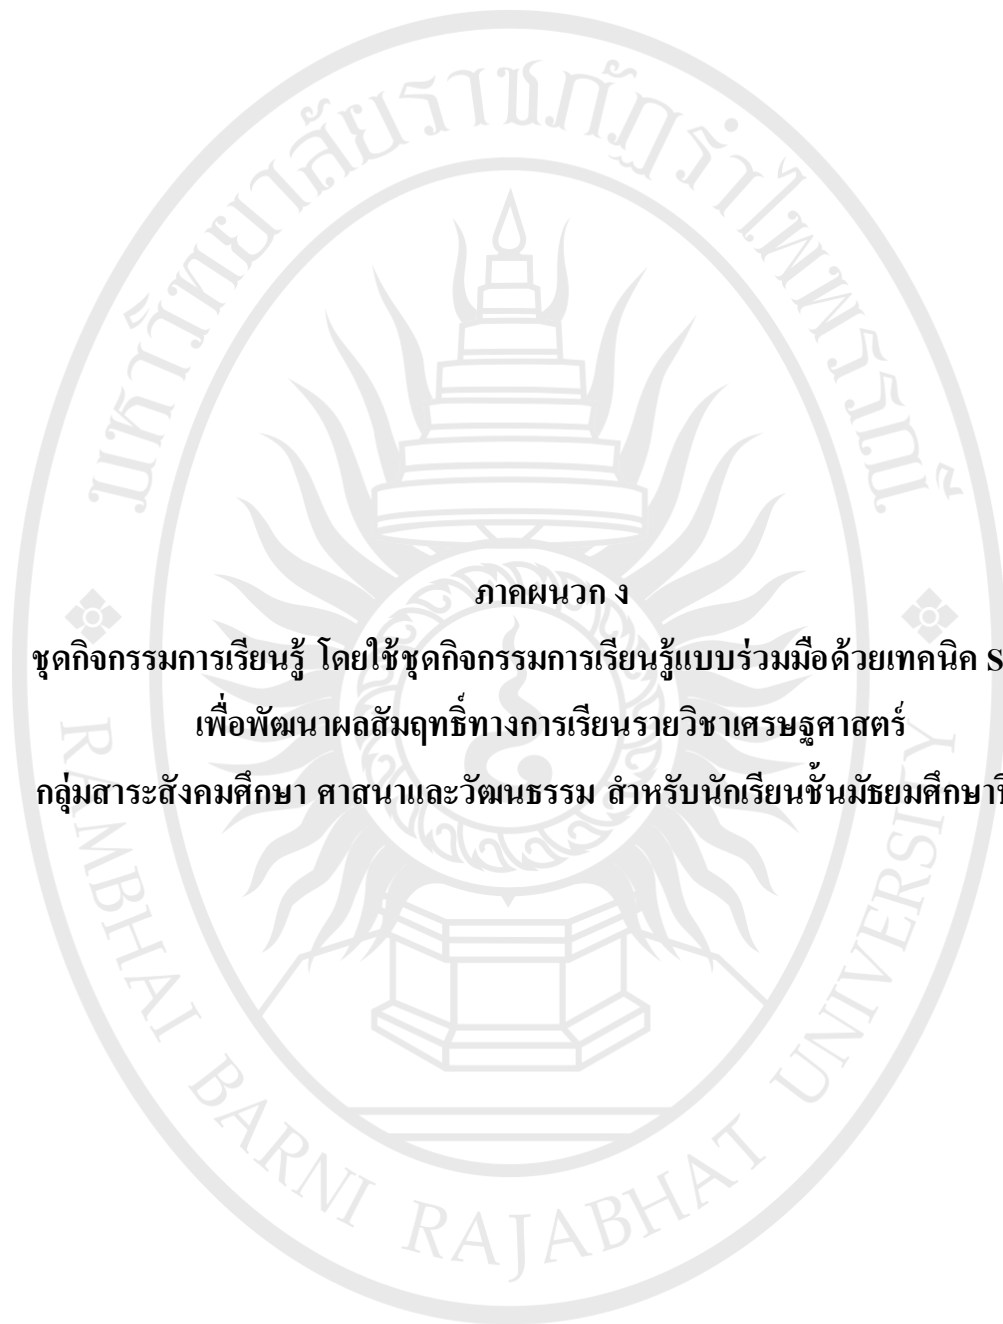 มหาวิทยาลัยราชภัฏรำไพพรรณี
ภาคผนวก ง
ชุดกิจกรรมการเรียนรู้ โดยใช้ชุดกิจกรรมการเรียนรู้แบบร่วมมือด้วยเทคนิค S
เพื่อพัฒนาผลสัมฤทธิ์ทางการเรียนรายวิชาเศรษฐศาสตร์
กลุ่มสาระสังคมศึกษา ศาสนาและวัฒนธรรม สำหรับนักเรียนชั้นมัธยมศึกษาปี
RAMBHAI BARNI RAJABHAT UNIVERSITY